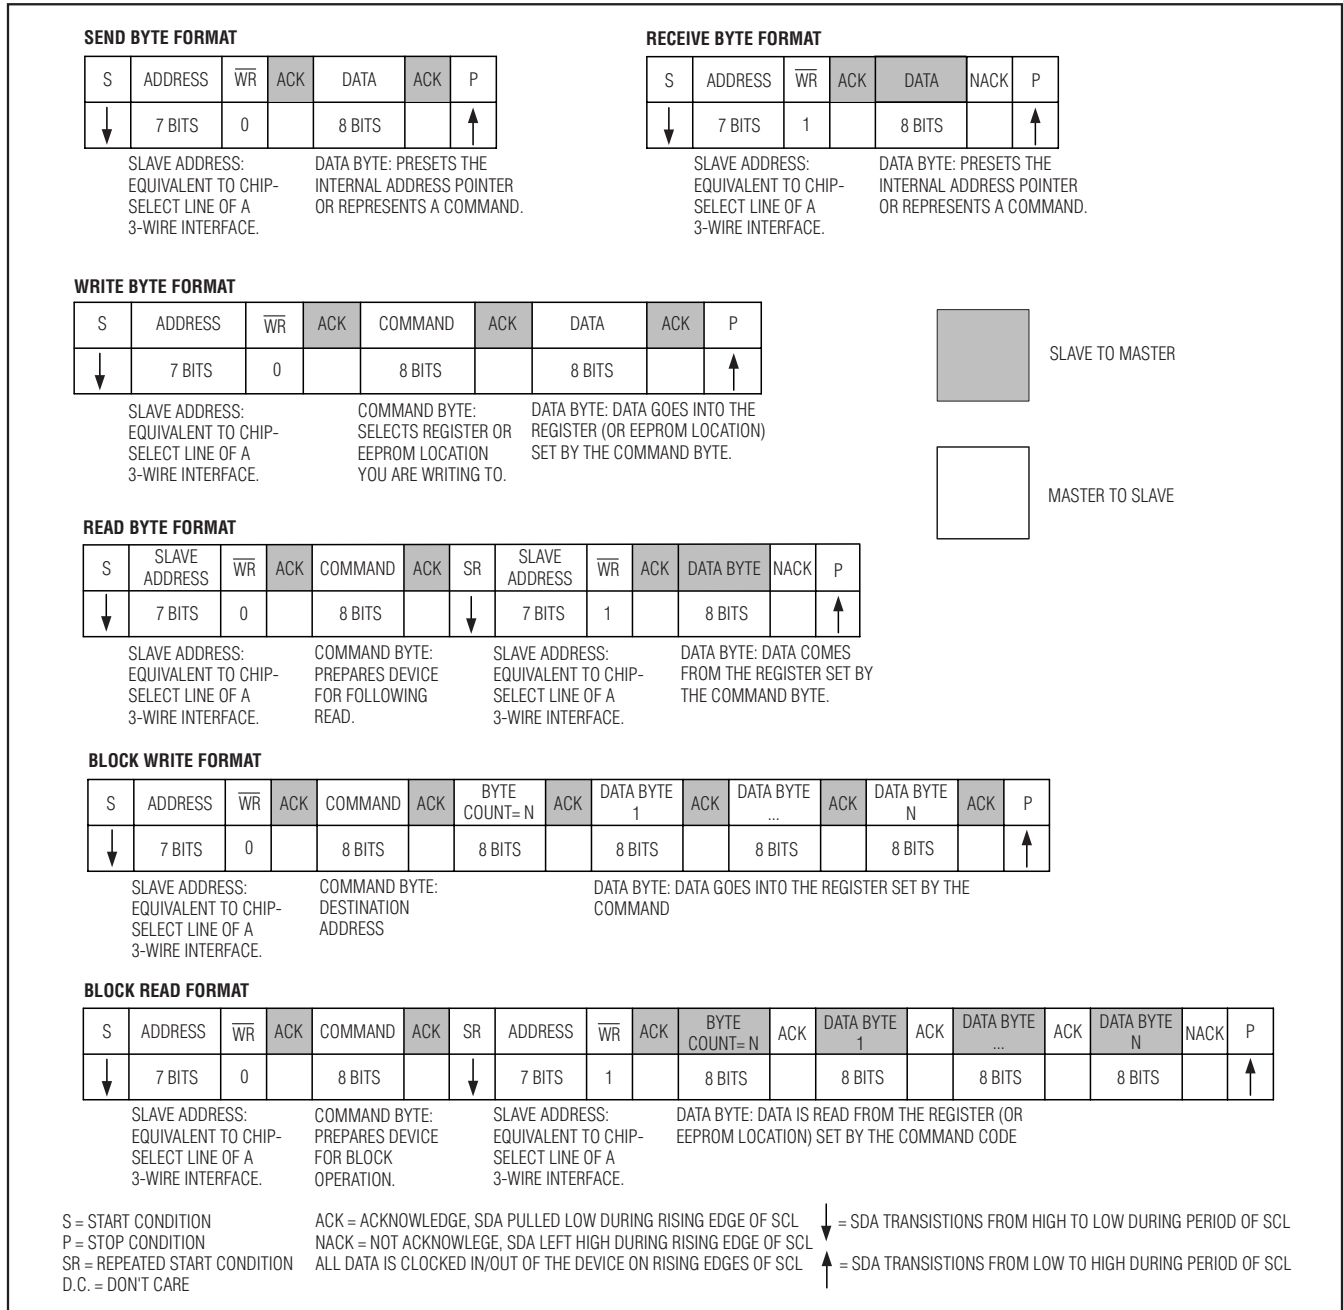 SEND BYTE FORMAT
S ADDRESS WR ACK DATA ACK P
7 BITS 0 8 BITS
SLAVE ADDRESS:
EQUIVALENT TO CHIP-
SELECT LINE OF A
3-WIRE INTERFACE.
DATA BYTE: PRESETS THE
INTERNAL ADDRESS POINTER
OR REPRESENTS A COMMAND.
RECEIVE BYTE FORMAT
S ADDRESS WR ACK DATA NACK P
7 BITS 1 8 BITS
SLAVE ADDRESS:
EQUIVALENT TO CHIP-
SELECT LINE OF A
3-WIRE INTERFACE.
DATA BYTE: PRESETS THE
INTERNAL ADDRESS POINTER
OR REPRESENTS A COMMAND.
WRITE BYTE FORMAT
S ADDRESS WR ACK COMMAND ACK DATA ACK P
7 BITS 0 8 BITS 8 BITS
SLAVE ADDRESS:
EQUIVALENT TO CHIP-
SELECT LINE OF A
3-WIRE INTERFACE.
COMMAND BYTE:
SELECTS REGISTER OR
EEPROM LOCATION
YOU ARE WRITING TO.
DATA BYTE: DATA GOES INTO THE
REGISTER (OR EEPROM LOCATION)
SET BY THE COMMAND BYTE.
SLAVE TO MASTER
MASTER TO SLAVE
READ BYTE FORMAT
S SLAVE ADDRESS WR ACK COMMAND ACK SR SLAVE ADDRESS WR ACK DATA BYTE NACK P
7 BITS 0 8 BITS 7 BITS 1 8 BITS
SLAVE ADDRESS:
EQUIVALENT TO CHIP-
SELECT LINE OF A
3-WIRE INTERFACE.
COMMAND BYTE:
PREPARES DEVICE
FOR FOLLOWING
READ.
SLAVE ADDRESS:
EQUIVALENT TO CHIP-
SELECT LINE OF A
3-WIRE INTERFACE.
DATA BYTE: DATA COMES
FROM THE REGISTER SET BY
THE COMMAND BYTE.
BLOCK WRITE FORMAT
S ADDRESS WR ACK COMMAND ACK BYTE COUNT= N ACK DATA BYTE 1 ACK DATA BYTE ... ACK DATA BYTE N ACK P
7 BITS 0 8 BITS 8 BITS 8 BITS 8 BITS 8 BITS
SLAVE ADDRESS:
EQUIVALENT TO CHIP-
SELECT LINE OF A
3-WIRE INTERFACE.
COMMAND BYTE:
DESTINATION
ADDRESS
DATA BYTE: DATA GOES INTO THE REGISTER SET BY THE
COMMAND
BLOCK READ FORMAT
S ADDRESS WR ACK COMMAND ACK SR ADDRESS WR ACK BYTE COUNT= N ACK DATA BYTE 1 ACK DATA BYTE ... ACK DATA BYTE N NACK P
7 BITS 0 8 BITS 7 BITS 1 8 BITS 8 BITS 8 BITS 8 BITS
SLAVE ADDRESS:
EQUIVALENT TO CHIP-
SELECT LINE OF A
3-WIRE INTERFACE.
COMMAND BYTE:
PREPARES DEVICE
FOR BLOCK
OPERATION.
SLAVE ADDRESS:
EQUIVALENT TO CHIP-
SELECT LINE OF A
3-WIRE INTERFACE.
DATA BYTE: DATA IS READ FROM THE REGISTER (OR
EEPROM LOCATION) SET BY THE COMMAND CODE
S = START CONDITION
P = STOP CONDITION
SR = REPEATED START CONDITION
D.C. = DON'T CARE
ACK = ACKNOWLEDGE, SDA PULLED LOW DURING RISING EDGE OF SCL
NACK = NOT ACKNOWLEGE, SDA LEFT HIGH DURING RISING EDGE OF SCL
ALL DATA IS CLOCKED IN/OUT OF THE DEVICE ON RISING EDGES OF SCL
= SDA TRANSISTIONS FROM HIGH TO LOW DURING PERIOD OF SCL
= SDA TRANSISTIONS FROM LOW TO HIGH DURING PERIOD OF SCL